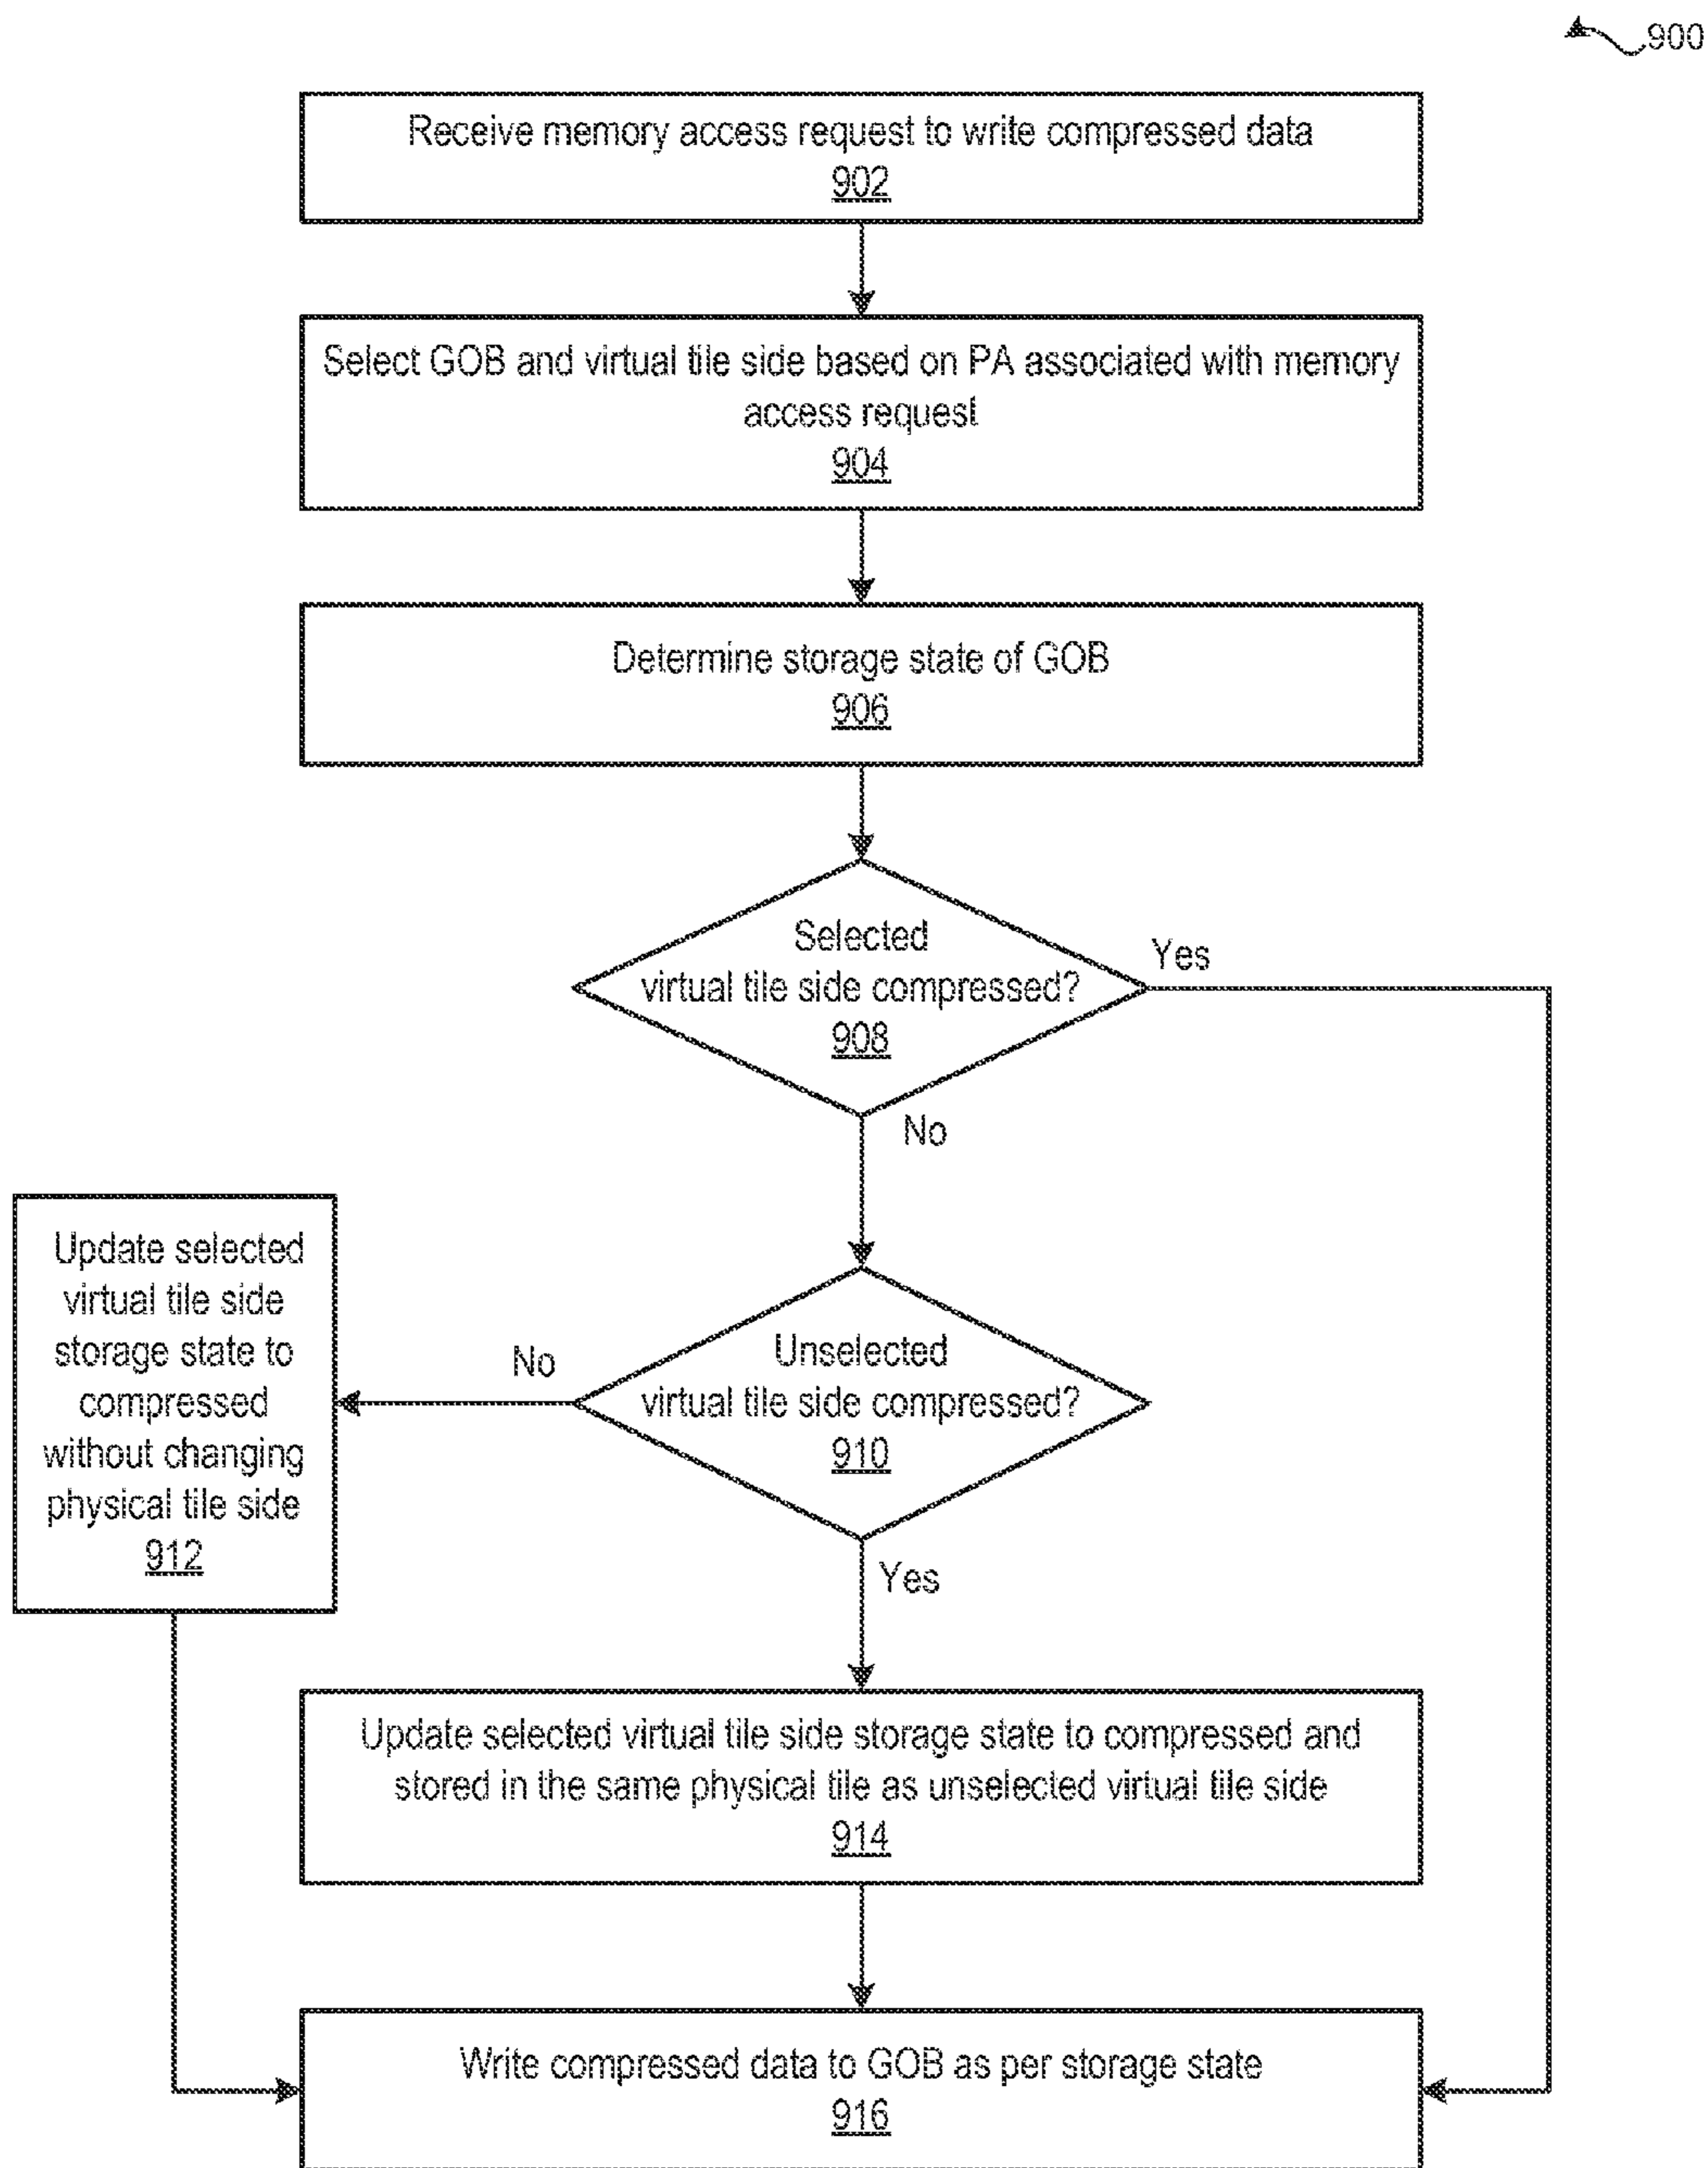 900
Receive memory access request to write compressed data
902
Select GOB and virtual tile side based on PA associated with memory
access request
904
Determine storage state of GOB
906
Selected
virtual tile side compressed?
908
Yes
No
Update selected
virtual tile side
storage state to
compressed
without changing
physical tile side
912
No
Unselected
virtual tile side compressed?
910
Yes
Update selected virtual tile side storage state to compressed and
stored in the same physical tile as unselected virtual tile side
914
Write compressed data to GOB as per storage state
916